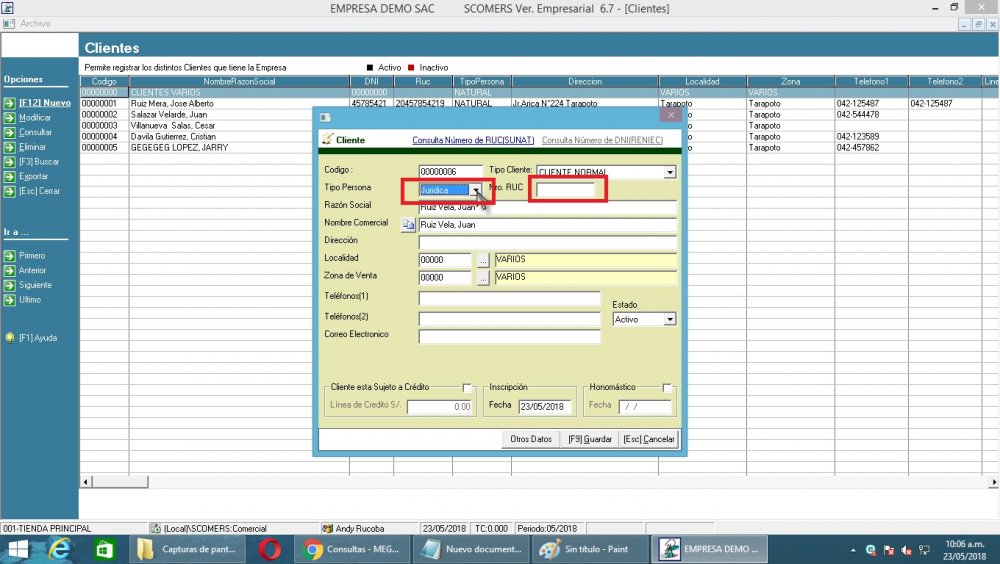 EMPRESA DEMO SAC SCOMERS Ver. Empresarial 6.7 - [Clientes]
Archivo
Clientes
Permite registrar los distintos Clientes que tiene la Empresa Activo Inactivo
Opciones
[F12] Nuevo
Modificar
Consultar
Eliminar
[F3] Buscar
Exportar
[Esc] Cerrar
Ir a ...
Primero
Anterior
Siguiente
Ultimo
[F1] Ayuda
Codigo NombreRazonSocial DNI Ruc TipoPersona Direccion Localidad Zona Telefono1 Telefono2 Line
00000000 CLIENTES VARIOS 00000000 NATURAL VARIOS VARIOS
00000001 Ruiz Mera, Jose Alberto 45785421 20457854219 NATURAL Jr.Arica N°224 Tarapoto Tarapoto Tarapoto 042-125487 042-125487
00000002 Salazar Velarde, Juan Tarapoto 042-544478
00000003 Villanueva Salas, Cesar Tarapoto
00000004 Davila Gutierrez, Cristian Tarapoto 042-123589
00000005 GEGEGEG LOPEZ, JARRY Tarapoto 042-457862
Cliente Consulta Número de RUC(SUNAT) Consulta Número de DNI(RENIEC)
Codigo : 00000006 Tipo Cliente: CLIENTE NORMAL
Tipo Persona Jurídica Nro. RUC
Razón Social Ruiz Vela, Juan
Nombre Comercial Ruiz Vela, Juan
Dirección
Localidad 00000 ... VARIOS
Zona de Venta 00000 ... VARIOS
Teléfonos(1)
Estado
Teléfonos(2) Activo
Correo Electronico
Cliente esta Sujeto a Crédito Inscripción Honomástico
Línea de Credito S/. 0.00 Fecha 23/05/2018 Fecha / /
Otros Datos [F9] Guardar [Esc] Cancelar
001-TIENDA PRINCIPAL (Local)\SCOMERS:Comercial Andy Rucoba 23/05/2018 TC:0.000 Periodo:05/2018
Capturas de pant... Consultas - MEG... Nuevo document... Sin título - Paint EMPRESA DEMO ... 10:06 a.m.
23/05/2018